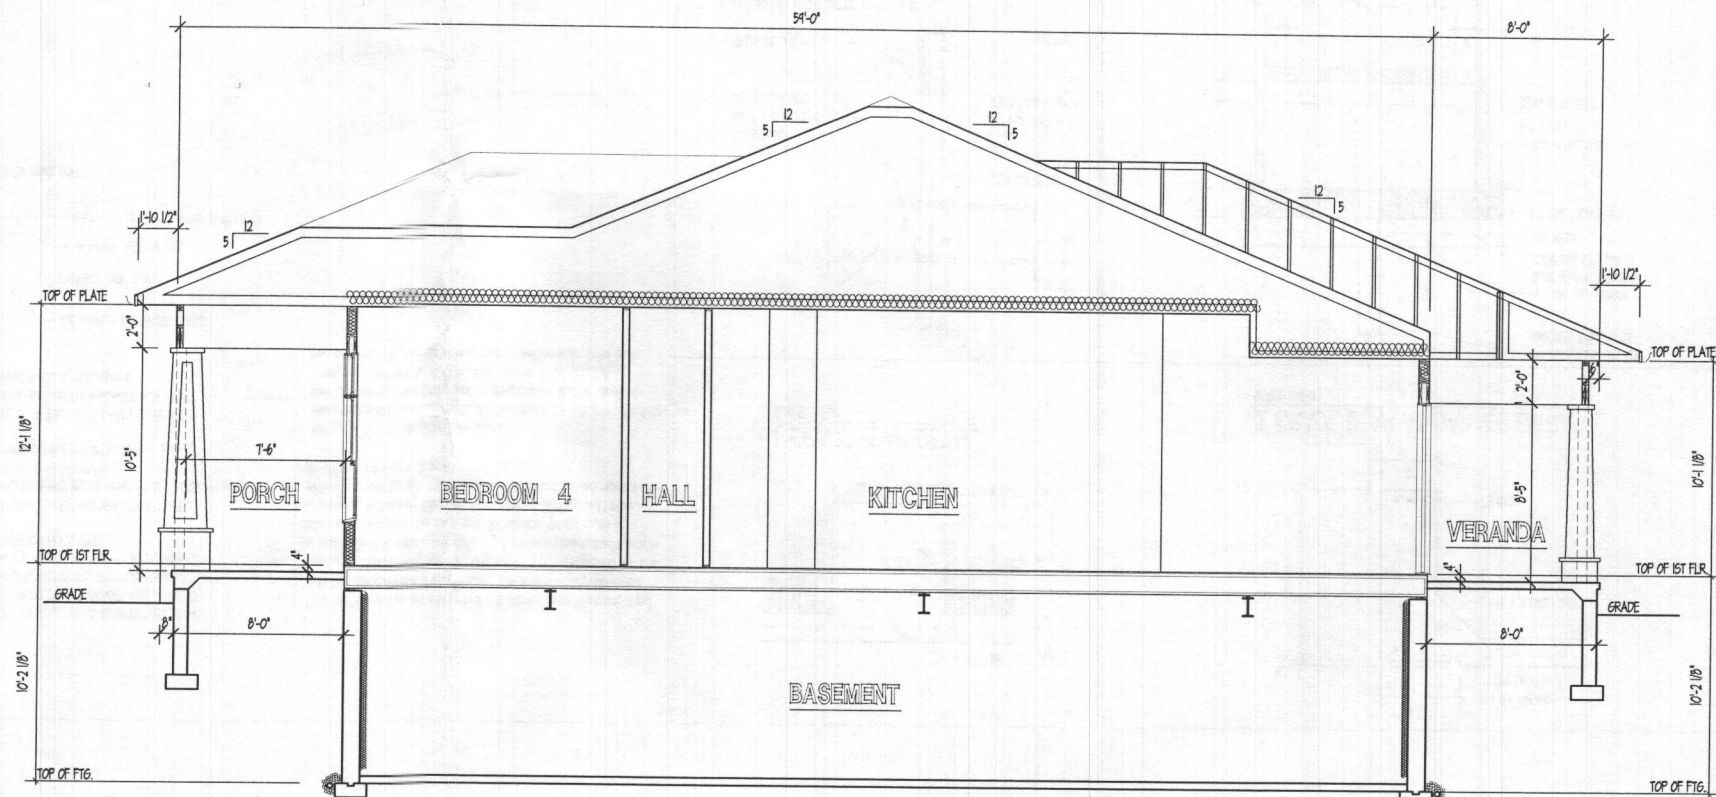 54'-0"
8'-0"
12
5
12
5
12
5
12
5
1'-10 1/2"
1'-10 1/2"
TOP OF PLATE
TOP OF PLATE
2'-0"
2'-0"
6"
12'-1 1/8"
10'-5"
7'-6"
PORCH
BEDROOM 4
HALL
KITCHEN
VERANDA
8'-5"
10'-1 1/8"
TOP OF 1ST FLR.
4"
4"
TOP OF 1ST FLR.
GRADE
GRADE
8"
8'-0"
8'-0"
10'-2 1/8"
BASEMENT
10'-2 1/8"
TOP OF FTG.
TOP OF FTG.